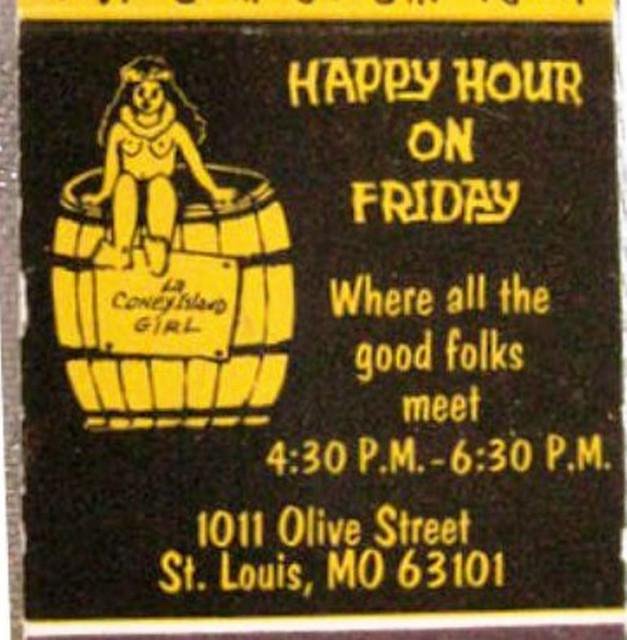 HAPPY HOUR
ON
FRIDAY
La
CONEY ISLAND
GIRL
Where all the
good folks
meet
4:30 P.M.-6:30 P.M.
1011 Olive Street
St. Louis, MO 63101